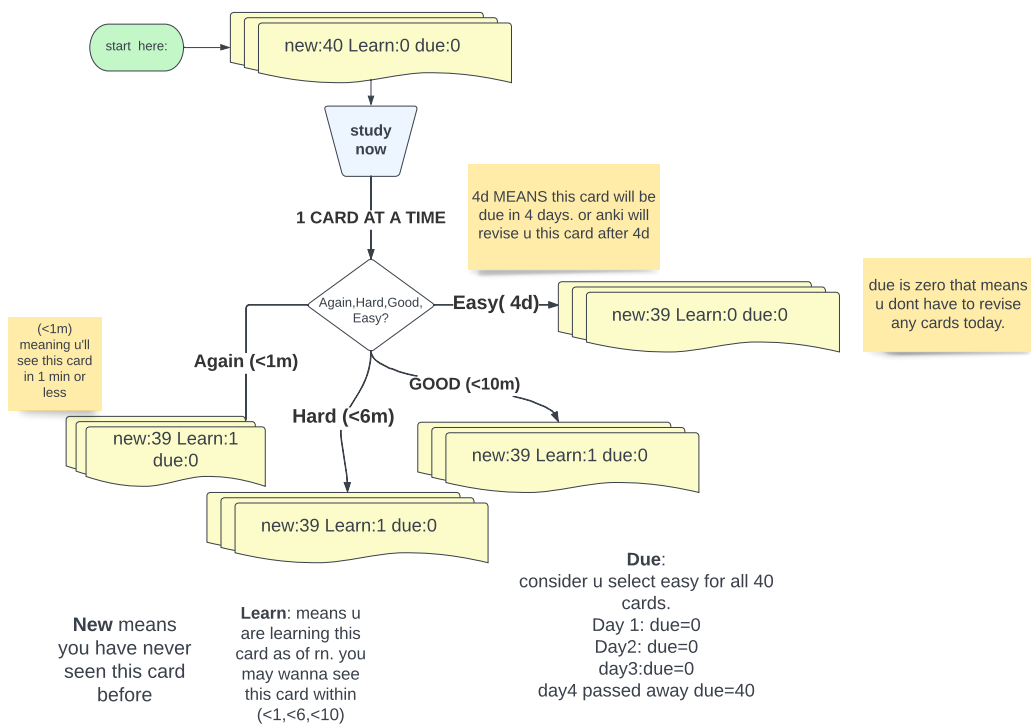 start  here:
new:40 Learn:0 due:0
study
now
1 CARD AT A TIME
4d MEANS this card will be
due in 4 days. or anki will
revise u this card after 4d
Again,Hard,Good,
Easy?
Easy( 4d)
new:39 Learn:0 due:0
due is zero that means
u dont have to revise
any cards today.
(<1m)
meaning u'll
see this card
in 1 min or
less
Again (<1m)
Hard (<6m)
GOOD (<10m)
new:39 Learn:1
due:0
new:39 Learn:1 due:0
new:39 Learn:1 due:0
New means
you have never
seen this card
before
Learn: means u
are learning this
card as of rn. you
may wanna see
this card within
(<1,<6,<10)
Due:
consider u select easy for all 40
cards.
Day 1: due=0
Day2: due=0
day3:due=0
day4 passed away due=40